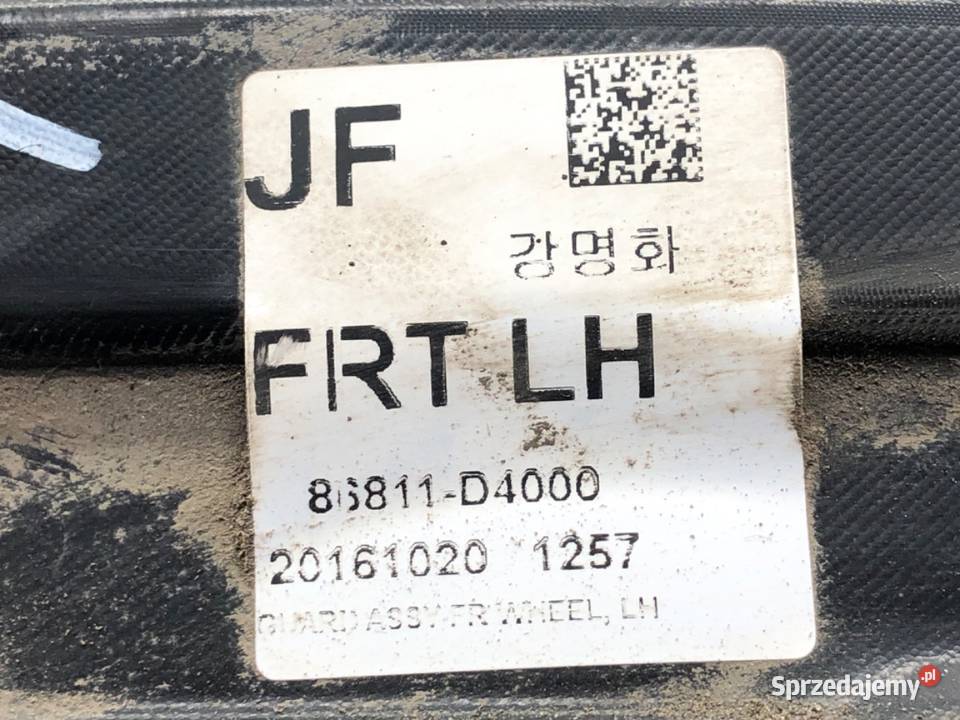 JF
강명화
FRT LH
86811-D4000
20161020 1257
GUARD ASSY-FR WHEEL, LH
Sprzedajemy.pl